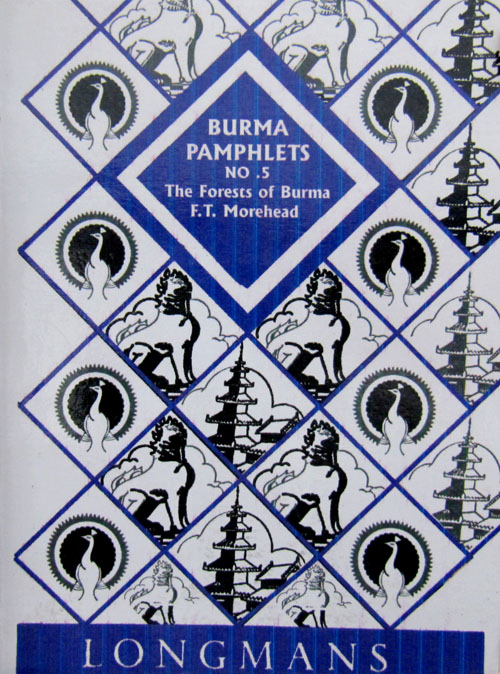 BURMA
PAMPHLETS
NO .5
The Forests of Burma
F.T. Morehead
LONGMANS